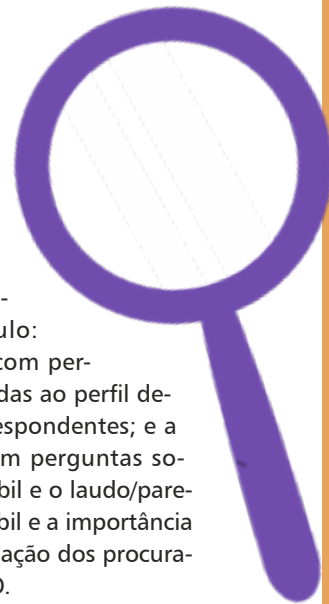 -
ulo:
com per-
das ao perfil de-
espondentes; e a
m perguntas so-
bil e o laudo/pare-
bil e a importância
ação dos procura-
O.